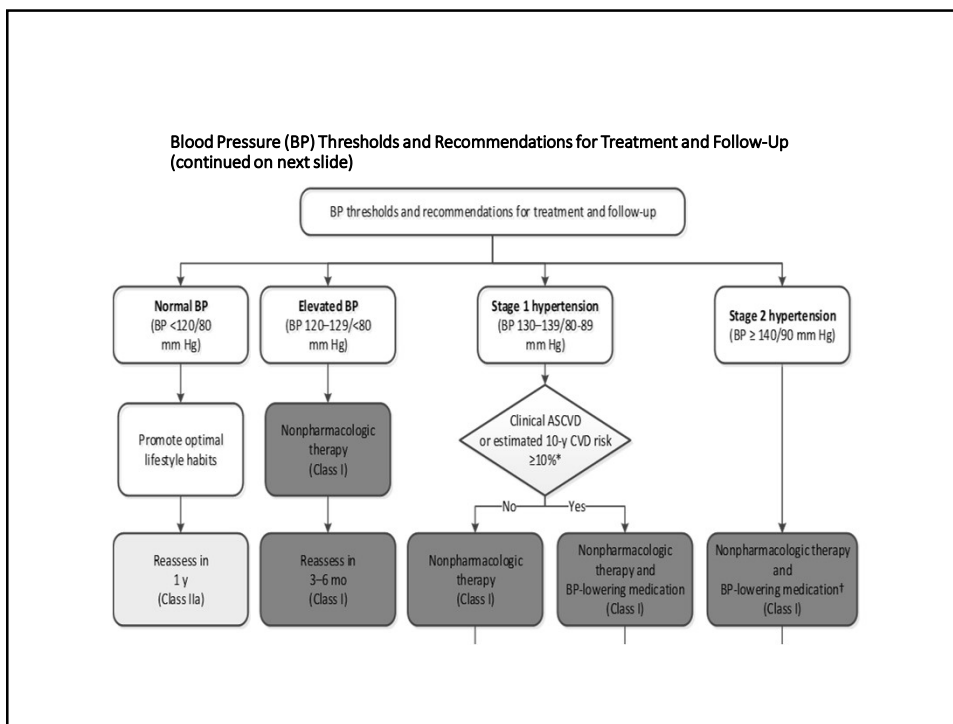 Blood Pressure (BP) Thresholds and Recommendations for Treatment and Follow-Up
(continued on next slide)
BP thresholds and recommendations for treatment and follow-up
Normal BP
(BP <120/80
mm Hg)
Elevated BP
(BP 120–129/<80
mm Hg)
Stage 1 hypertension
(BP 130–139/80-89
mm Hg)
Stage 2 hypertension
(BP ≥ 140/90 mm Hg)
Promote optimal
lifestyle habits
Nonpharmacologic
therapy
(Class I)
Clinical ASCVD
or estimated 10-y CVD risk
≥10%*
No
Yes
Reassess in
1 y
(Class IIa)
Reassess in
3–6 mo
(Class I)
Nonpharmacologic
therapy
(Class I)
Nonpharmacologic
therapy and
BP-lowering medication
(Class I)
Nonpharmacologic therapy
and
BP-lowering medication†
(Class I)